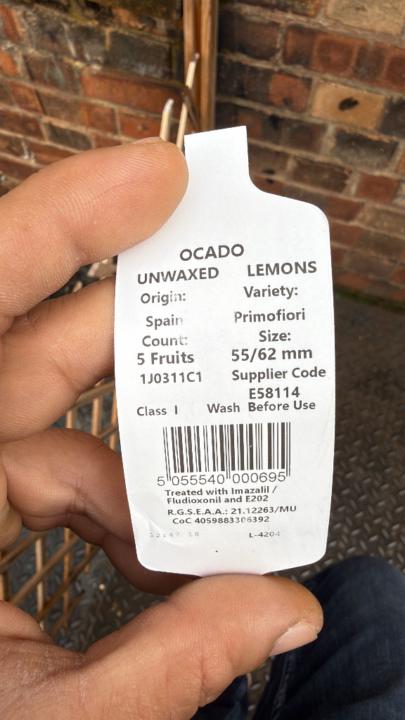 OCADO
UNWAXED LEMONS
Origin: Variety:
Spain Primofiori
Count: Size:
5 Fruits 55/62 mm
1J0311C1 Supplier Code
E58114
Class I Wash Before Use
5 055540 000695
Treated with Imazalil /
Fludioxonil and E202
R.G.S.E.A.A.: 21.12263/MU
CoC 4059883306392
L-4204